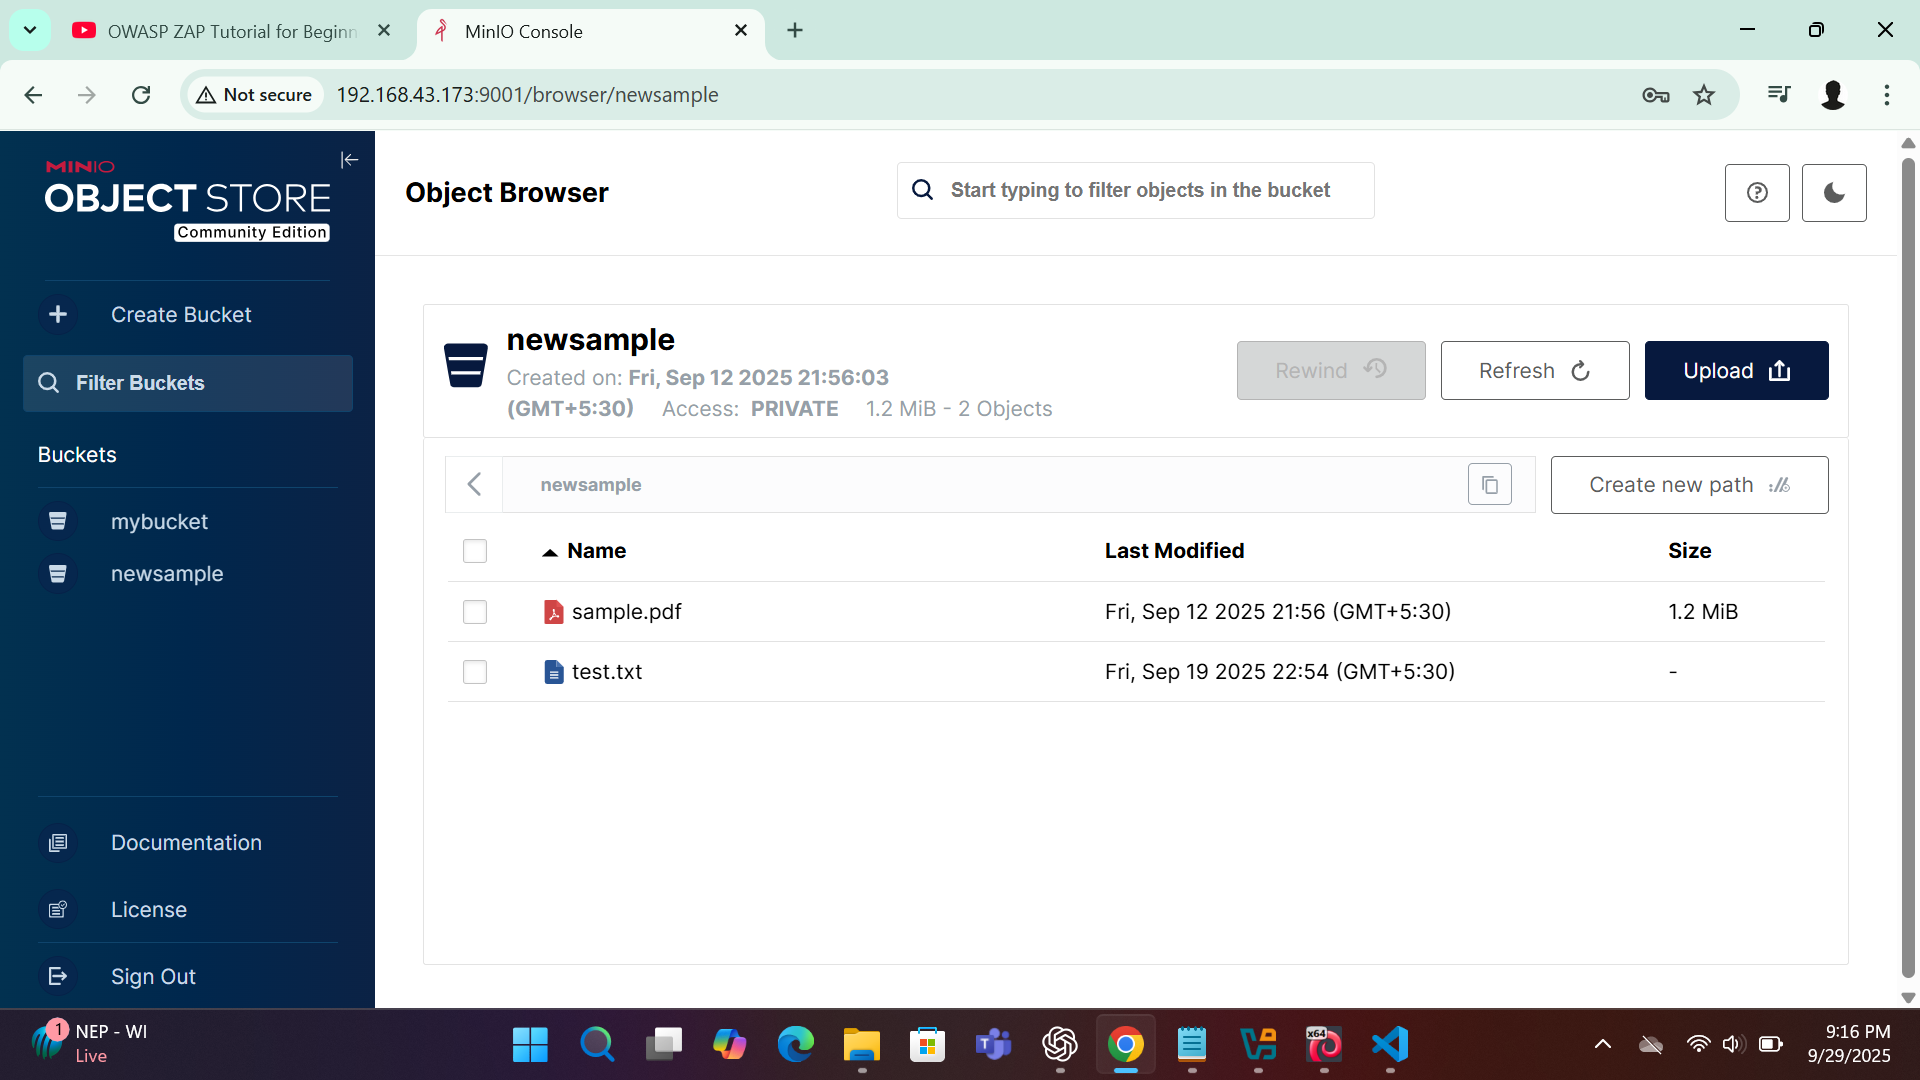 OWASP ZAP Tutorial for Beginn
MinIO Console
Not secure
192.168.43.173:9001/browser/newsample
MINIO
OBJECT STORE
Community Edition
Create Bucket
Filter Buckets
Buckets
mybucket
newsample
Documentation
License
Sign Out
Object Browser
Start typing to filter objects in the bucket
newsample
Created on: Fri, Sep 12 2025 21:56:03
(GMT+5:30) Access: PRIVATE 1.2 MiB - 2 Objects
Rewind
Refresh
Upload
newsample
Create new path
Name Last Modified Size
sample.pdf Fri, Sep 12 2025 21:56 (GMT+5:30) 1.2 MiB
test.txt Fri, Sep 19 2025 22:54 (GMT+5:30) -
1
NEP - WI
Live
x64
9:16 PM
9/29/2025